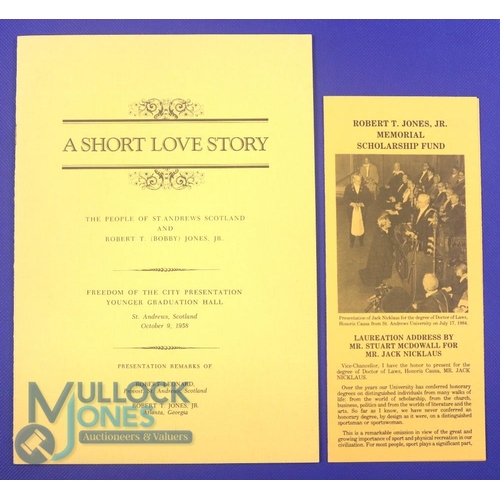 A SHORT LOVE STORY
THE PEOPLE OF ST ANDREWS SCOTLAND
AND
ROBERT T. (BOBBY) JONES, JR.
FREEDOM OF THE CITY PRESENTATION
YOUNGER GRADUATION HALL
St. Andrews, Scotland
October 9, 1958
PRESENTATION REMARKS OF
ROBERT LEONARD,
Provost, St. Andrews, Scotland
ROBERT T. JONES, JR.
Atlanta, Georgia
MULLOCK
JONES
Auctioneers & Valuers
ROBERT T. JONES, JR.
MEMORIAL
SCHOLARSHIP FUND
Presentation of Jack Nicklaus for the degree of Doctor of Laws,
Honoris Causa from St. Andrews University on July 17, 1984.
LAUREATION ADDRESS BY
MR. STUART MCDOWALL FOR
MR. JACK NICKLAUS
Vice-Chancellor; I have the honor to present for the
degree of Doctor of Laws, Honoris Causa, MR. JACK
NICKLAUS.
Over the years our University has conferred honorary
degrees on distinguished individuals from many walks of
life: from the world of scholarship, from the church,
business, politics and from the worlds of literature and the
arts. So far as I know, we have never conferred an
honorary degree, by design as it were, on a distinguished
sportsman or sportswoman.
This is a remarkable omission in view of the great and
growing importance of sport and physical recreation in our
civilization. For most people, sport plays a significant part,